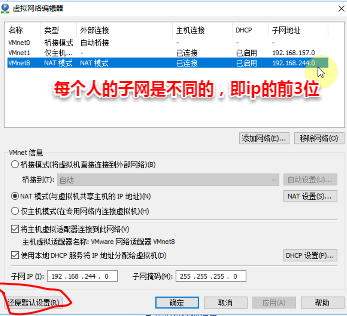 虚拟网络编辑器
名称 类型 外部连接 主机连接 DHCP 子网地址
VMnet0 桥接模式 自动桥接 - - -
VMnet1 仅主机... - 已连接 已启用 192.168.157.0
VMnet8 NAT 模式 NAT 模式 已连接 已启用 192.168.244.0
每个人的子网是不同的，即ip的前3位
添加网络(E)... 移除网络(O)
VMnet 信息
桥接模式(将虚拟机直接连接到外部网络)(B)
桥接到(T): 自动 自动设置(U)...
NAT 模式(与虚拟机共享主机的 IP 地址)(N) NAT 设置(S)...
仅主机模式(在专用网络内连接虚拟机)(H)
将主机虚拟适配器连接到此网络(V)
主机虚拟适配器名称: VMware 网络适配器 VMnet8
使用本地 DHCP 服务将 IP 地址分配给虚拟机(D) DHCP 设置(P)...
子网 IP (I): 192 .168 .244 . 0 子网掩码(M): 255 .255 .255 . 0
还原默认设置(R) 确定 取消 应用(A) 帮助